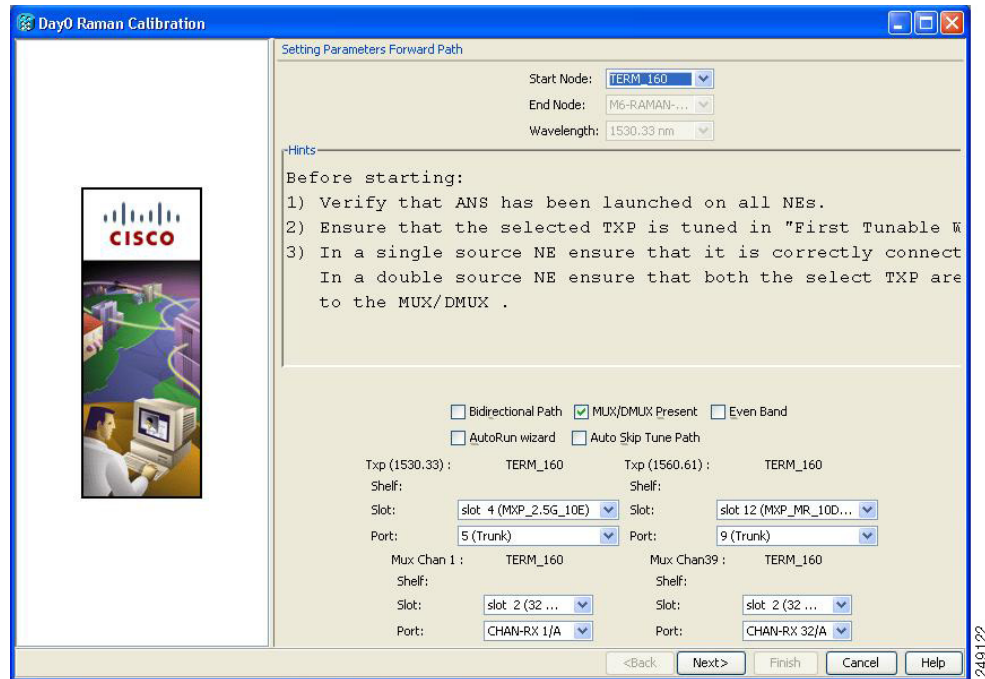 Day0 Raman Calibration
Setting Parameters Forward Path
Start Node: TERM_160
End Node: M6-RAMAN-...
Wavelength: 1530.33 nm
Hints
Before starting:
1) Verify that ANS has been launched on all NEs.
2) Ensure that the selected TXP is tuned in "First Tunable W
3) In a single source NE ensure that it is correctly connect
In a double source NE ensure that both the select TXP are
to the MUX/DMUX .
CISCO
Bidirectional Path MUX/DMUX Present Even Band
AutoRun wizard Auto Skip Tune Path
Txp (1530.33) : TERM_160 Txp (1560.61) : TERM_160
Shelf: Shelf:
Slot: slot 4 (MXP_2.5G_10E) Slot: slot 12 (MXP_MR_10D...
Port: 5 (Trunk) Port: 9 (Trunk)
Mux Chan 1 : TERM_160 Mux Chan39 : TERM_160
Shelf: Shelf:
Slot: slot 2 (32 ... Slot: slot 2 (32 ...
Port: CHAN-RX 1/A Port: CHAN-RX 32/A
<Back Next> Finish Cancel Help
249122